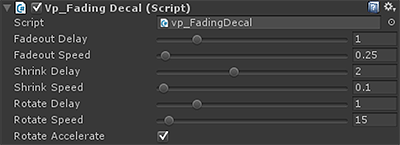 Vp_Fading Decal (Script)
Script vp_FadingDecal
Fadeout Delay 1
Fadeout Speed 0.25
Shrink Delay 2
Shrink Speed 0.1
Rotate Delay 1
Rotate Speed 15
Rotate Accelerate